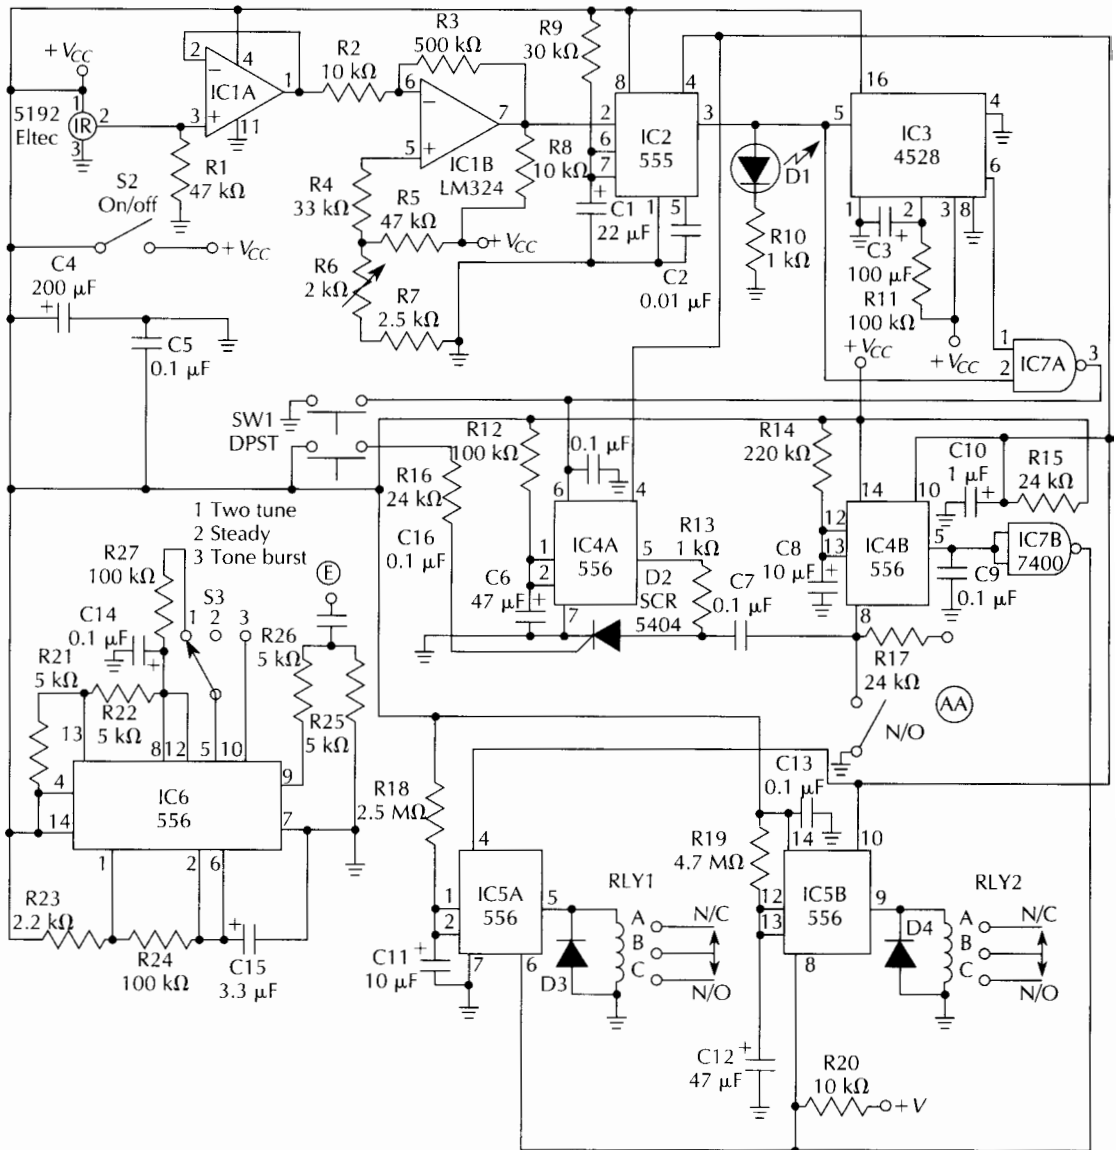 + VCC
1
5192
Eltec
IR
2
3
2
−
4
IC1A
1
3
+
11
R1
47 kΩ
R2
10 kΩ
R3
500 kΩ
6
−
7
5
+
IC1B
LM324
R4
33 kΩ
R5
47 kΩ
R6
2 kΩ
R7
2.5 kΩ
R8
10 kΩ
+ VCC
R9
30 kΩ
8
4
2
3
6
7
IC2
555
1
5
+
C1
22 µF
C2
0.01 µF
D1
R10
1 kΩ
16
5
4
IC3
4528
6
1
2
3
8
C3
+
100 µF
R11
100 kΩ
+ VCC
1
2
IC7A
3
S2
On/off
+ VCC
C4
200 µF
+
C5
0.1 µF
SW1
DPST
R12
100 kΩ
0.1 µF
R16
24 kΩ
C16
0.1 µF
6
4
1
2
IC4A
556
5
7
C6
47 µF
+
R13
1 kΩ
D2
SCR
5404
C7
0.1 µF
+ VCC
R14
220 kΩ
14
10
12
13
IC4B
556
5
8
C8
10 µF
+
C10
1 µF
+
R15
24 kΩ
IC7B
7400
C9
0.1 µF
R17
24 kΩ
AA
N/O
1 Two tune
2 Steady
3 Tone burst
R27
100 kΩ
S3
1
2
3
C14
0.1 µF
+
E
R26
5 kΩ
R25
5 kΩ
R21
5 kΩ
R22
5 kΩ
13
8
12
5
10
4
9
IC6
556
14
7
1
2
6
R23
2.2 kΩ
R24
100 kΩ
+
C15
3.3 µF
R18
2.5 MΩ
4
1
2
IC5A
556
5
7
6
C11
10 µF
+
D3
RLY1
A
B
C
N/C
N/O
C13
0.1 µF
R19
4.7 MΩ
14
10
12
13
IC5B
556
9
8
D4
RLY2
A
B
C
N/C
N/O
C12
47 µF
+
R20
10 kΩ
+ V